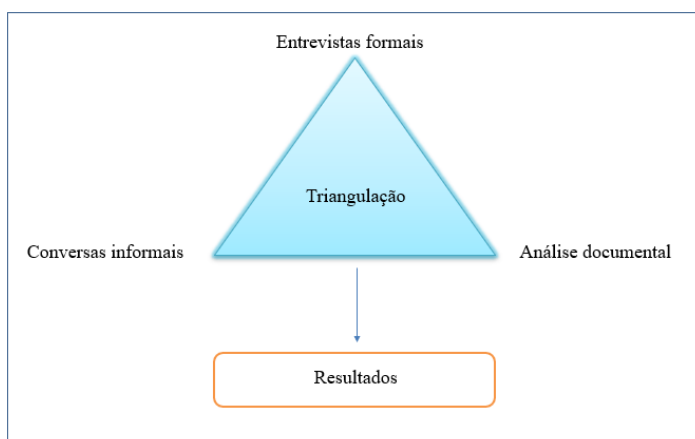 Entrevistas formais
Triangulação
Conversas informais
Análise documental
Resultados